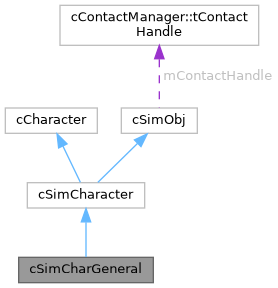 cContactManager::tContact
Handle
mContactHandle
cCharacter
cSimObj
cSimCharacter
cSimCharGeneral